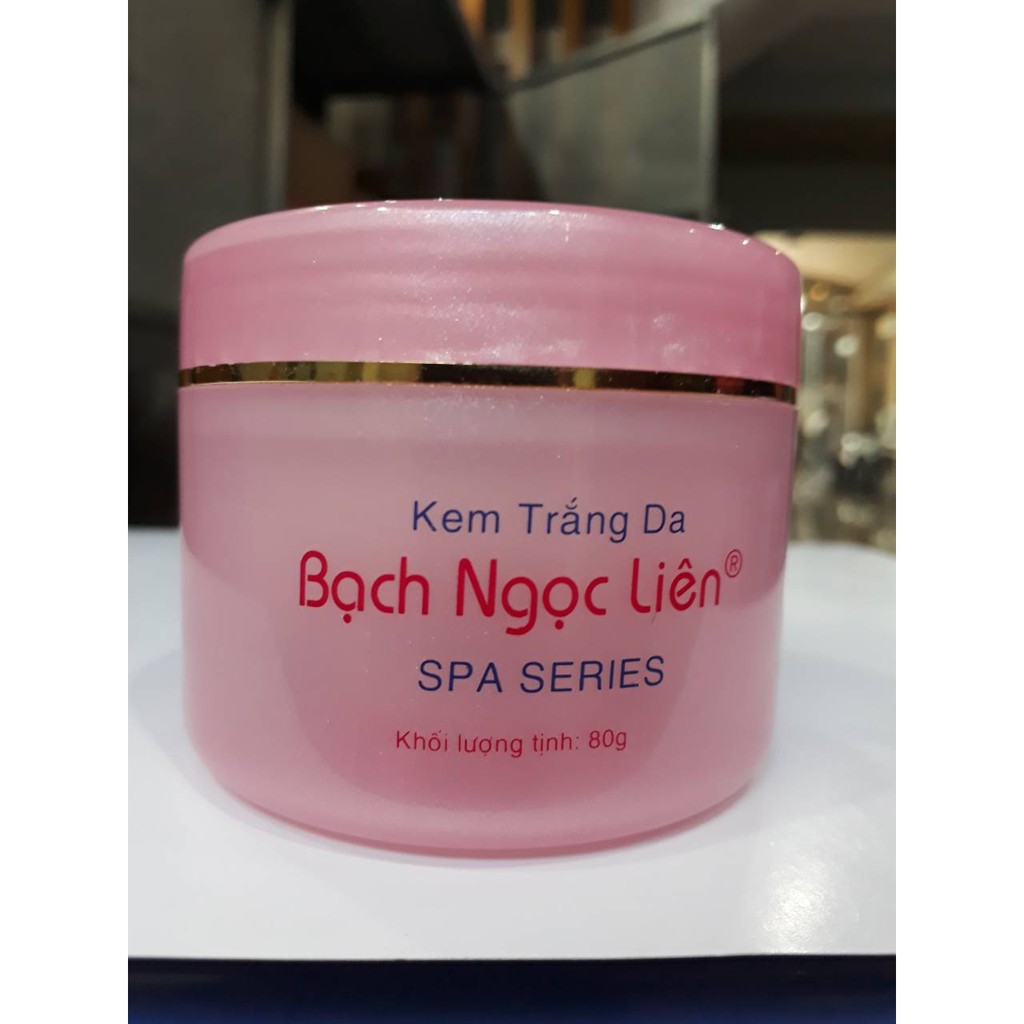 Kem Trắng Da
Bạch Ngọc Liên®
SPA SERIES
Khối lượng tịnh: 80g